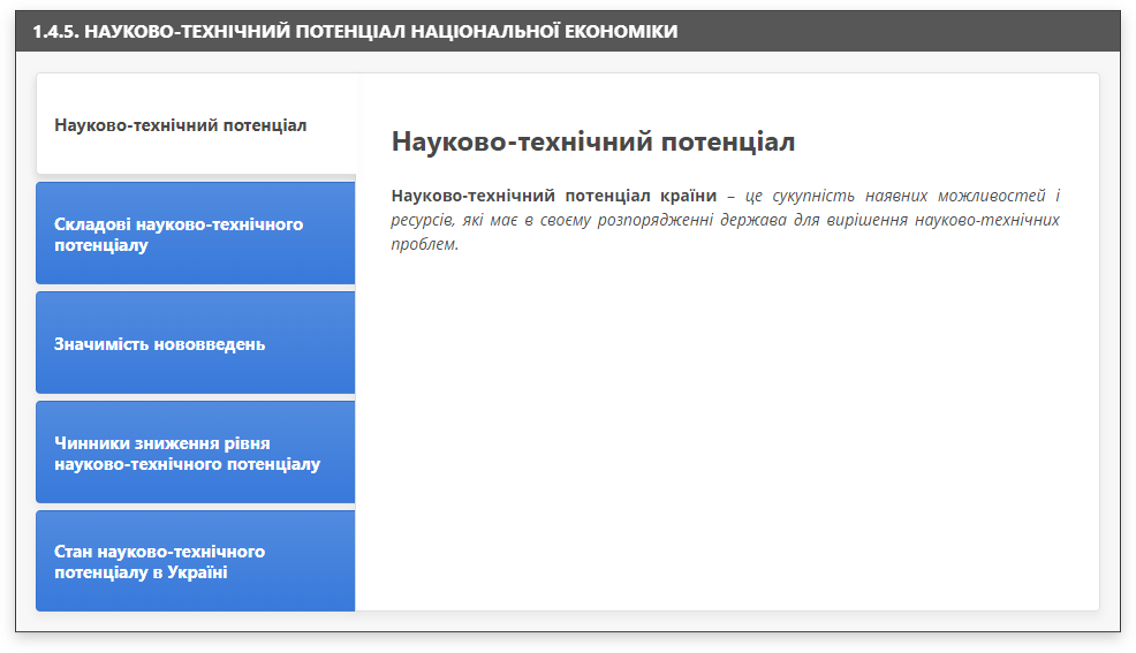 1.4.5. НАУКОВО-ТЕХНІЧНИЙ ПОТЕНЦІАЛ НАЦІОНАЛЬНОЇ ЕКОНОМІКИ
Науково-технічний потенціал
Складові науково-технічного
потенціалу
Значимість нововведень
Чинники зниження рівня
науково-технічного потенціалу
Стан науково-технічного
потенціалу в Україні
Науково-технічний потенціал
Науково-технічний потенціал країни – це сукупність наявних можливостей і
ресурсів, які має в своєму розпорядженні держава для вирішення науково-технічних
проблем.